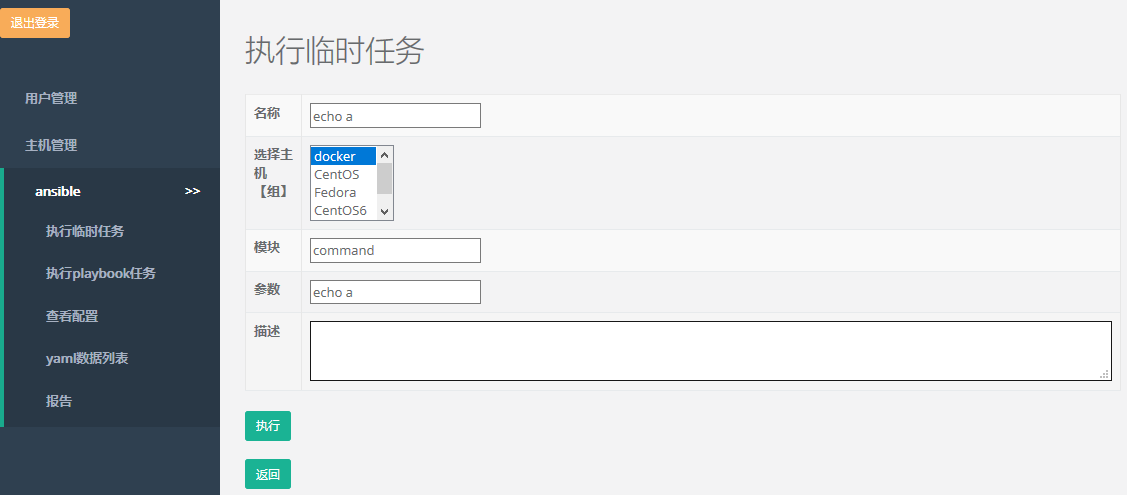 退出登录
用户管理
主机管理
ansible >>
执行临时任务
执行playbook任务
查看配置
yaml数据列表
报告
执行临时任务
名称
echo a
选择主
机
【组】
docker
CentOS
Fedora
CentOS6
模块
command
参数
echo a
描述
执行
返回